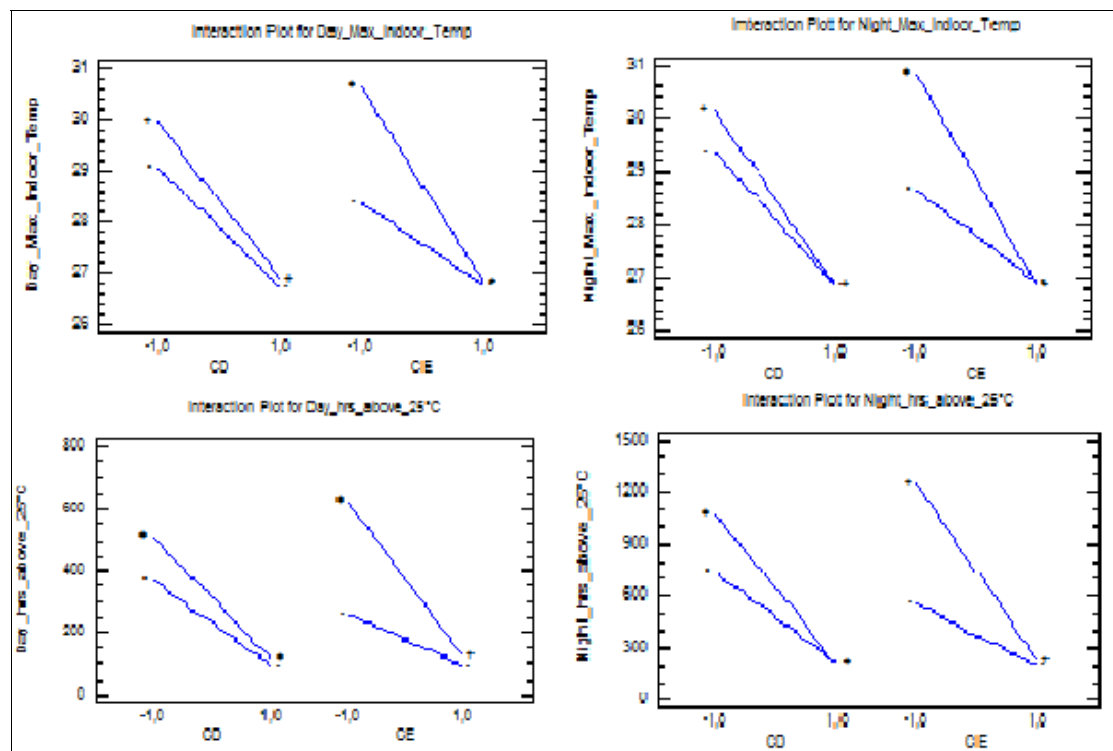 Interaction Plot for Day_Max_Indoor_Temp
Day_Max_Indoor_Temp
31
30
29
28
27
26
-1,0 1,0 -1,0 1,0
CD CIE
Interaction Plot for Night_Max_Indoor_Temp
Night_Max_Indoor_Temp
31
30
29
28
27
26
-1,0 1,0 -1,0 1,0
CD CE
Interaction Plot for Day_hrs_above_25°C
Day_hrs_above_25°C
800
600
400
200
0
-1,0 1,0 -1,0 1,0
CD CE
Interaction Plot for Night_hrs_above_25°C
Night_hrs_above_25°C
1500
1200
900
600
300
0
-1,0 1,0 -1,0 1,0
CD CIE